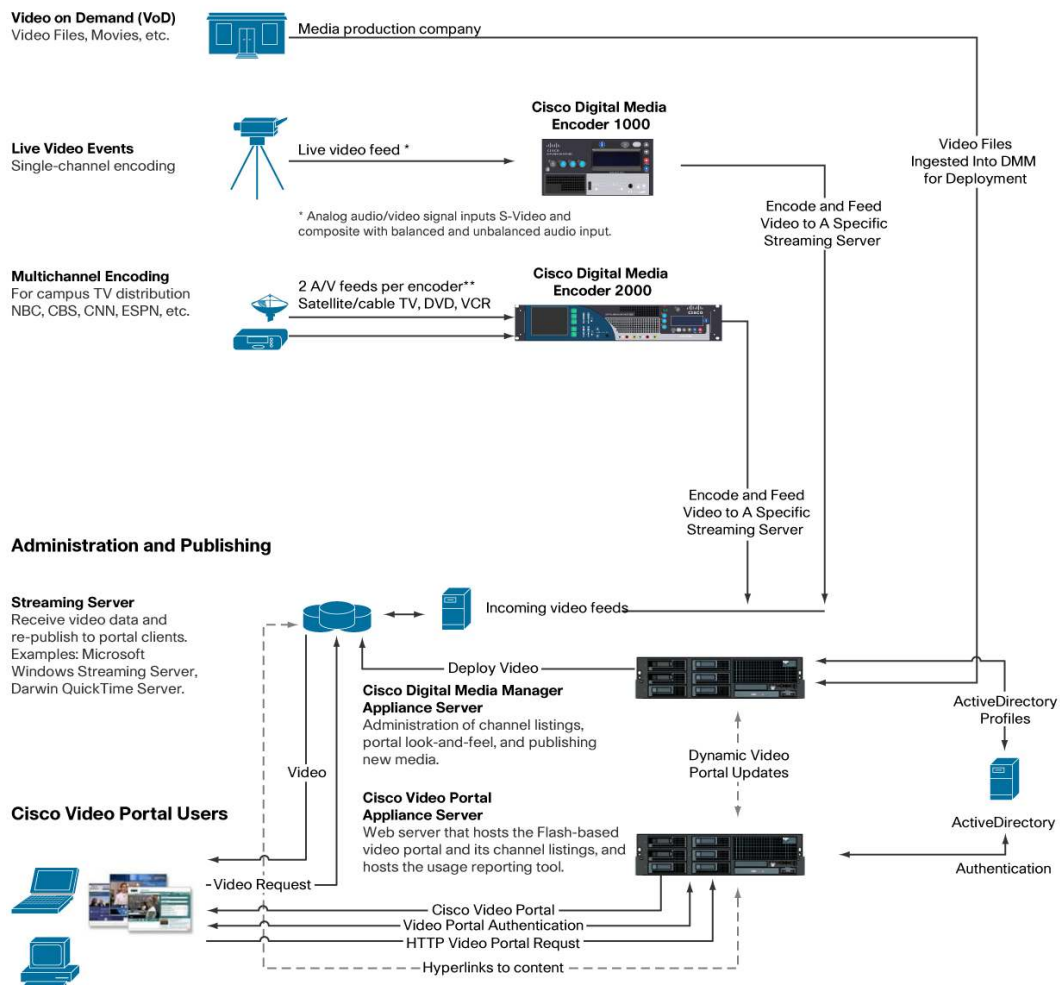 Video on Demand (VoD)
Video Files, Movies, etc.
Media production company
Cisco Digital Media
Encoder 1000
Live Video Events
Single-channel encoding
Live video feed *
Video Files
Ingested Into DMM
for Deployment
* Analog audio/video signal inputs S-Video and
composite with balanced and unbalanced audio input.
Encode and Feed
Video to A Specific
Streaming Server
Multichannel Encoding
For campus TV distribution
NBC, CBS, CNN, ESPN, etc.
2 A/V feeds per encoder**
Satellite/cable TV, DVD, VCR
Cisco Digital Media
Encoder 2000
CISCO
Encode and Feed
Video to A Specific
Streaming Server
Administration and Publishing
Streaming Server
Receive video data and
re-publish to portal clients.
Examples: Microsoft
Windows Streaming Server,
Darwin QuickTime Server.
Incoming video feeds
Deploy Video
Cisco Digital Media Manager
Appliance Server
Administration of channel listings,
portal look-and-feel, and publishing
new media.
ActiveDirectory
Profiles
Dynamic Video
Portal Updates
Video
Cisco Video Portal Users
Cisco Video Portal
Appliance Server
Web server that hosts the Flash-based
video portal and its channel listings, and
hosts the usage reporting tool.
ActiveDirectory
Authentication
Video Request
Cisco Video Portal
Video Portal Authentication
HTTP Video Portal Requst
Hyperlinks to content